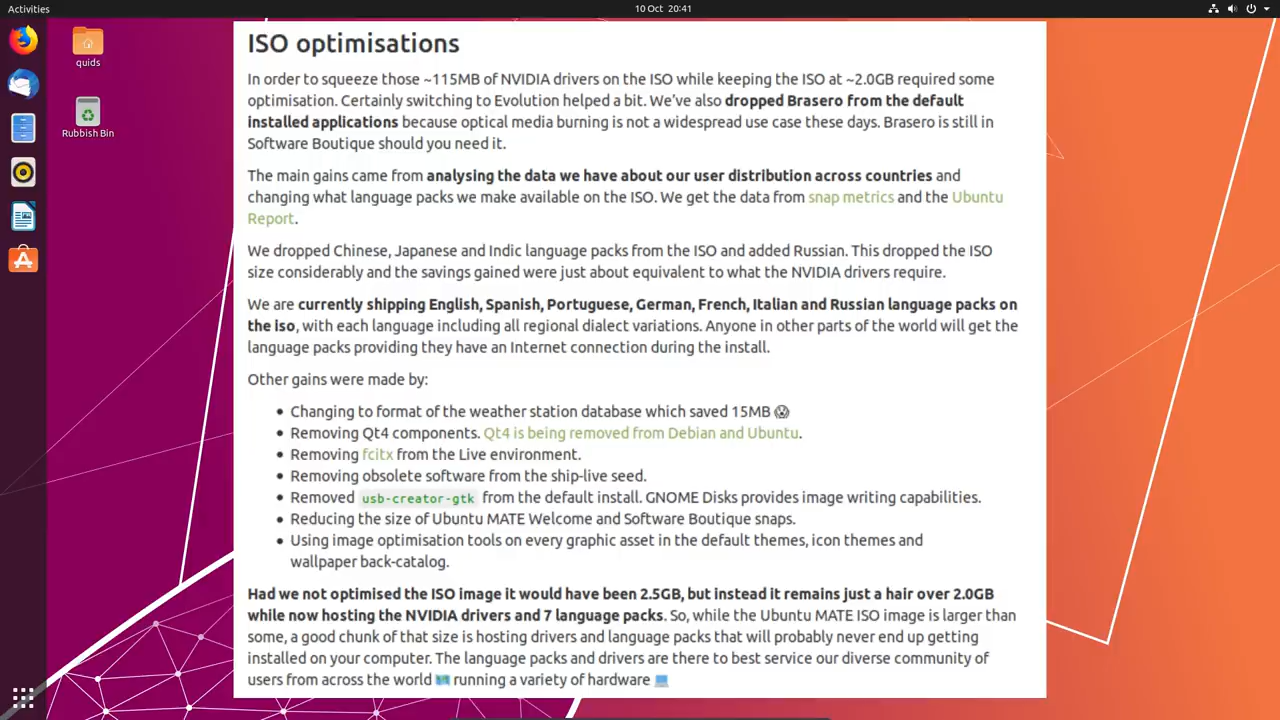 Activities
10 Oct 20:41
quids
Rubbish Bin
ISO optimisations
In order to squeeze those ~115MB of NVIDIA drivers on the ISO while keeping the ISO at ~2.0GB required some
optimisation. Certainly switching to Evolution helped a bit. We've also dropped Brasero from the default
installed applications because optical media burning is not a widespread use case these days. Brasero is still in
Software Boutique should you need it.
The main gains came from analysing the data we have about our user distribution across countries and
changing what language packs we make available on the ISO. We get the data from snap metrics and the Ubuntu
Report.
We dropped Chinese, Japanese and Indic language packs from the ISO and added Russian. This dropped the ISO
size considerably and the savings gained were just about equivalent to what the NVIDIA drivers require.
We are currently shipping English, Spanish, Portuguese, German, French, Italian and Russian language packs on
the iso, with each language including all regional dialect variations. Anyone in other parts of the world will get the
language packs providing they have an Internet connection during the install.
Other gains were made by:
• Changing to format of the weather station database which saved 15MB 😱
• Removing Qt4 components. Qt4 is being removed from Debian and Ubuntu.
• Removing fcitx from the Live environment.
• Removing obsolete software from the ship-live seed.
• Removed usb-creator-gtk from the default install. GNOME Disks provides image writing capabilities.
• Reducing the size of Ubuntu MATE Welcome and Software Boutique snaps.
• Using image optimisation tools on every graphic asset in the default themes, icon themes and
wallpaper back-catalog.
Had we not optimised the ISO image it would have been 2.5GB, but instead it remains just a hair over 2.0GB
while now hosting the NVIDIA drivers and 7 language packs. So, while the Ubuntu MATE ISO image is larger than
some, a good chunk of that size is hosting drivers and language packs that will probably never end up getting
installed on your computer. The language packs and drivers are there to best service our diverse community of
users from across the world 🗺️ running a variety of hardware 💻